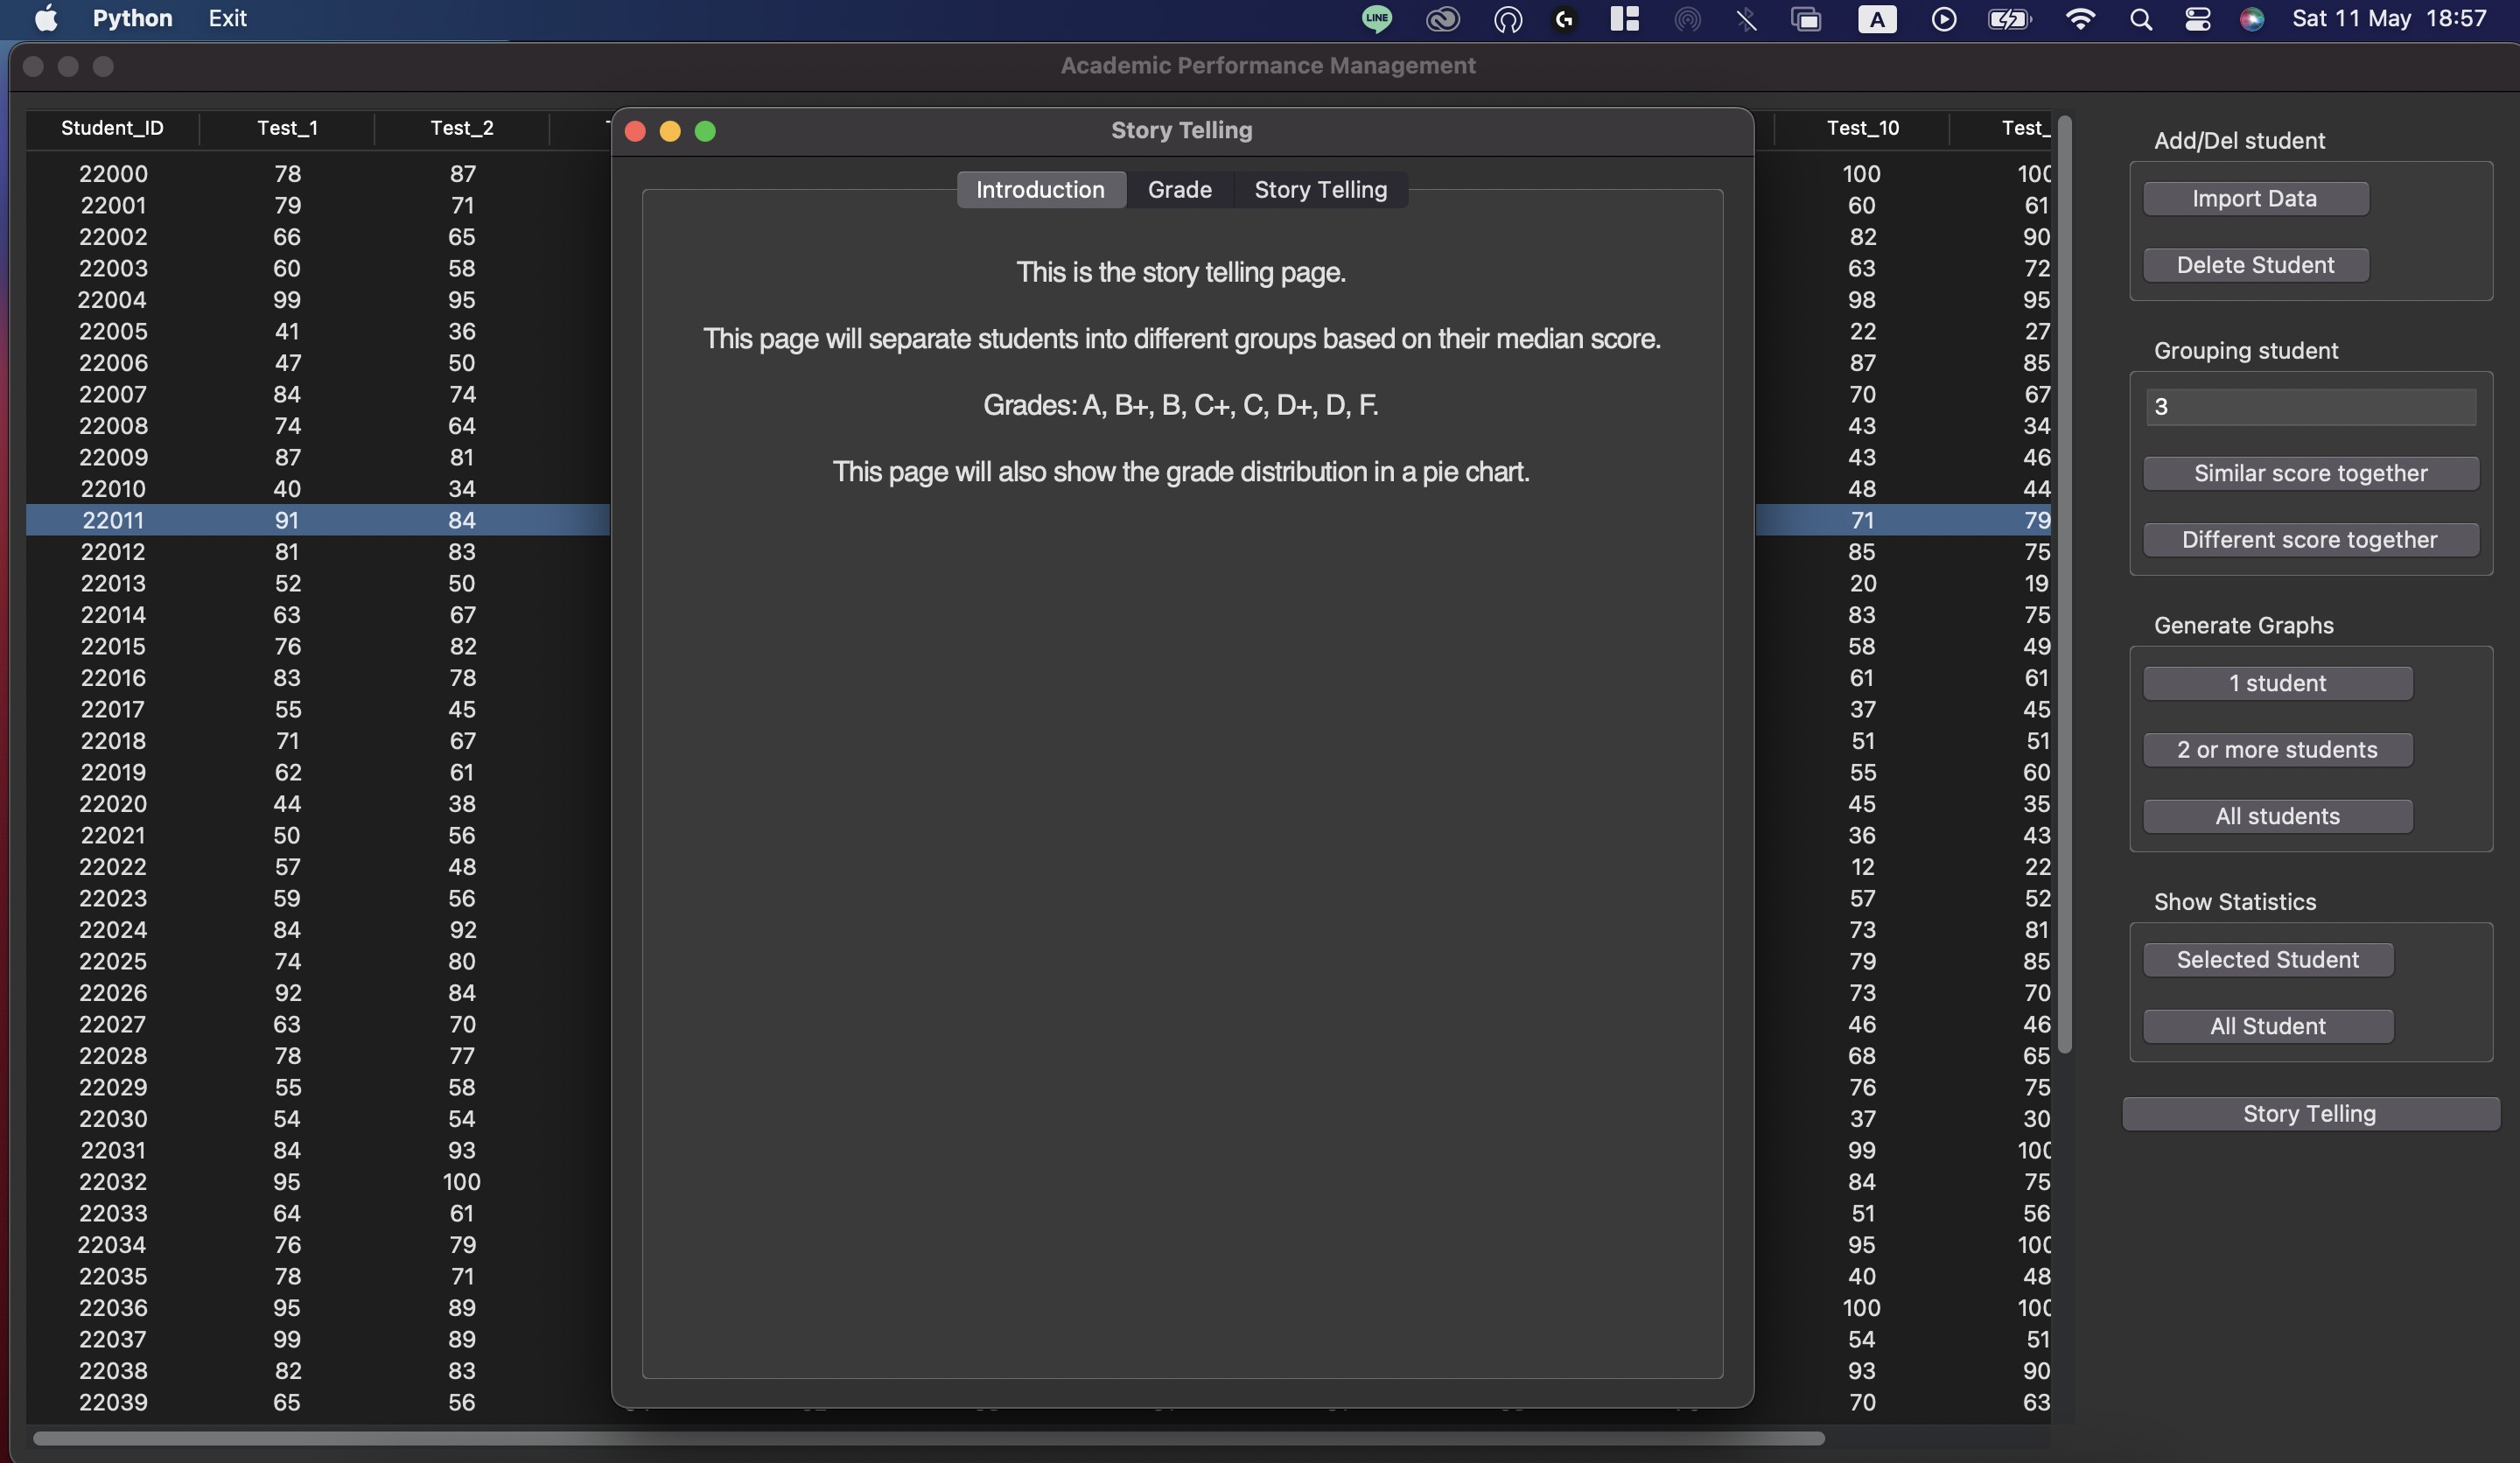 Python Exit LINE A Sat 11 May 18:57
Academic Performance Management
Student_ID Test_1 Test_2 Test_10 Test_
22000 78 87 100 100
22001 79 71 60 61
22002 66 65 82 90
22003 60 58 63 72
22004 99 95 98 95
22005 41 36 22 27
22006 47 50 87 85
22007 84 74 70 67
22008 74 64 43 34
22009 87 81 43 46
22010 40 34 48 44
22011 91 84 71 79
22012 81 83 85 75
22013 52 50 20 19
22014 63 67 83 75
22015 76 82 58 49
22016 83 78 61 61
22017 55 45 37 45
22018 71 67 51 51
22019 62 61 55 60
22020 44 38 45 35
22021 50 56 36 43
22022 57 48 12 22
22023 59 56 57 52
22024 84 92 73 81
22025 74 80 79 85
22026 92 84 73 70
22027 63 70 46 46
22028 78 77 68 65
22029 55 58 76 75
22030 54 54 37 30
22031 84 93 99 100
22032 95 100 84 75
22033 64 61 51 56
22034 76 79 95 100
22035 78 71 40 48
22036 95 89 100 100
22037 99 89 54 51
22038 82 83 93 90
22039 65 56 70 63
Story Telling
Introduction Grade Story Telling
This is the story telling page.
This page will separate students into different groups based on their median score.
Grades: A, B+, B, C+, C, D+, D, F.
This page will also show the grade distribution in a pie chart.
Add/Del student
Import Data
Delete Student
Grouping student
3
Similar score together
Different score together
Generate Graphs
1 student
2 or more students
All students
Show Statistics
Selected Student
All Student
Story Telling